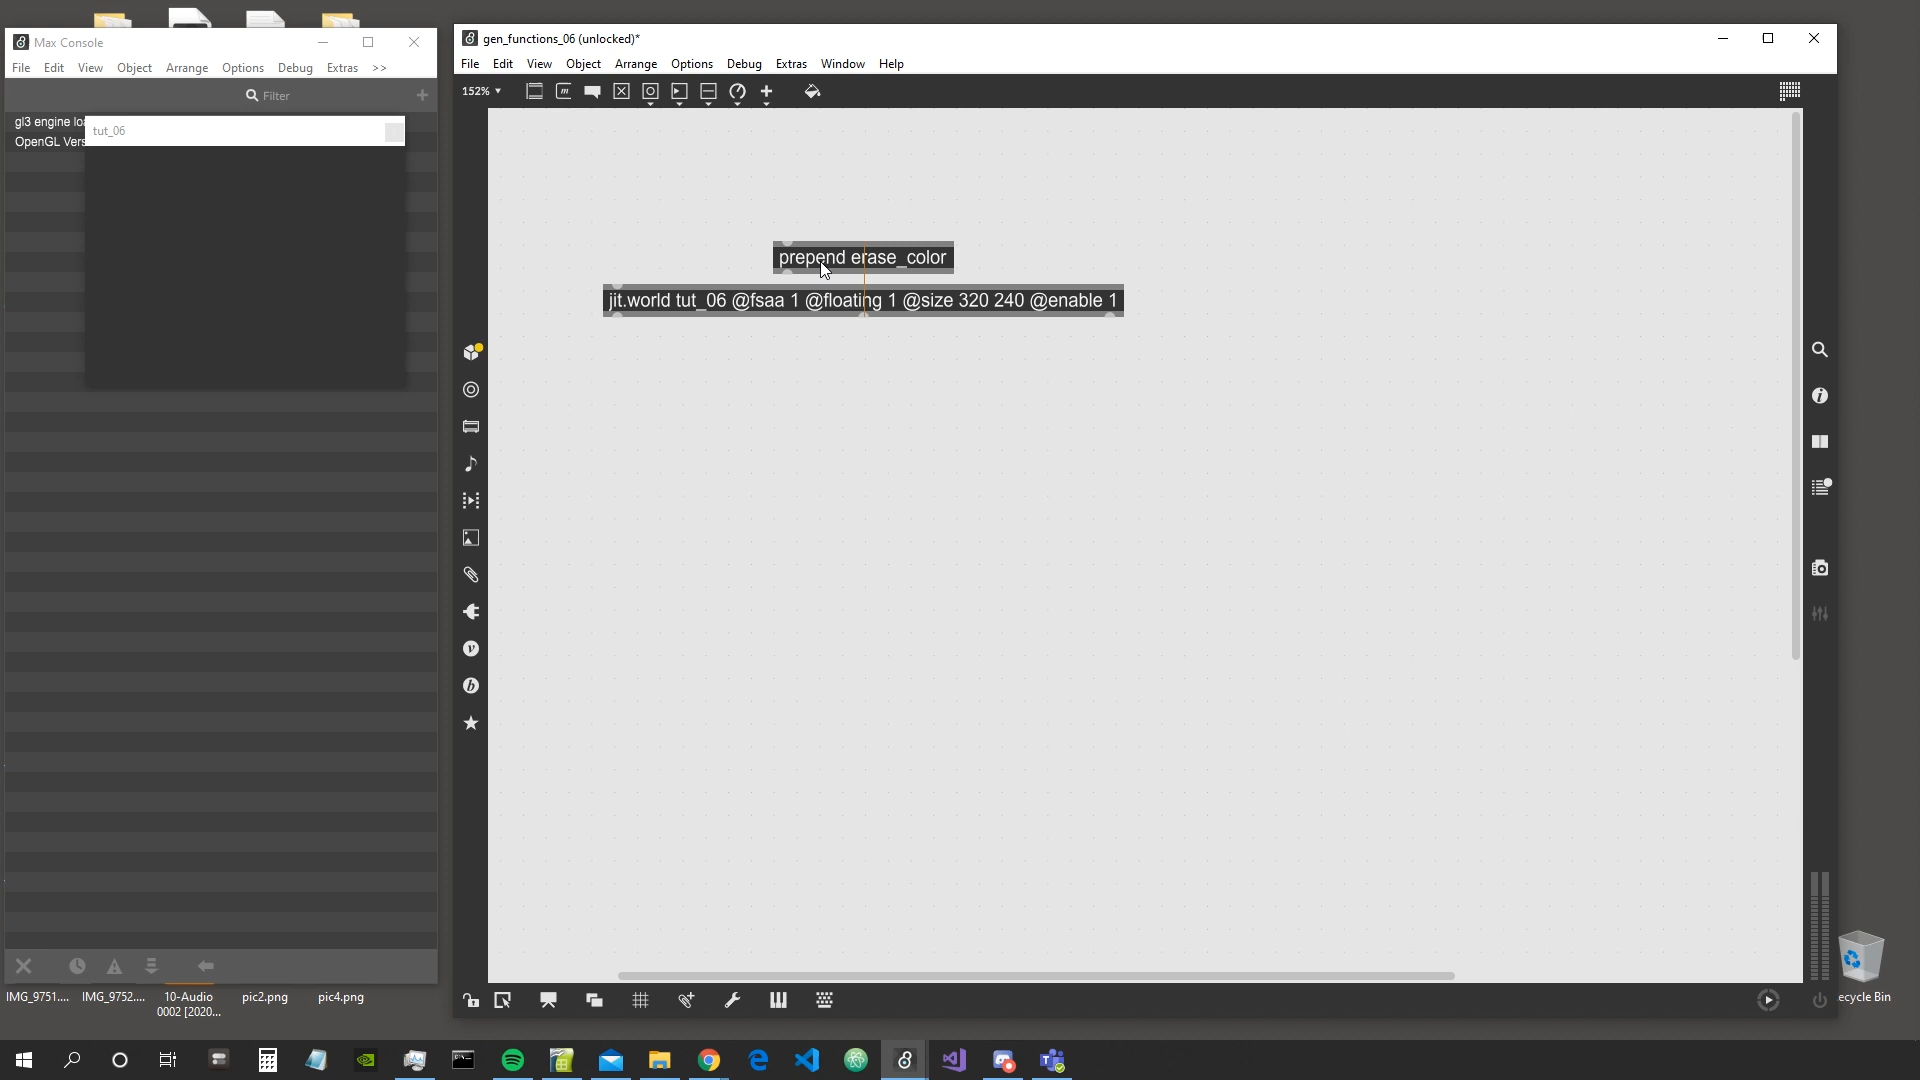 Max Console
File Edit View Object Arrange Options Debug Extras >>
Filter
gl3 engine
OpenGL Vers
tut_06
gen_functions_06 (unlocked)*
File Edit View Object Arrange Options Debug Extras Window Help
152%
prepend erase_color
jit.world tut_06 @fsaa 1 @floating 1 @size 320 240 @enable 1
IMG_9751....
IMG_9752....
10-Audio
0002 [2020...
pic2.png
pic4.png
ecycle Bin